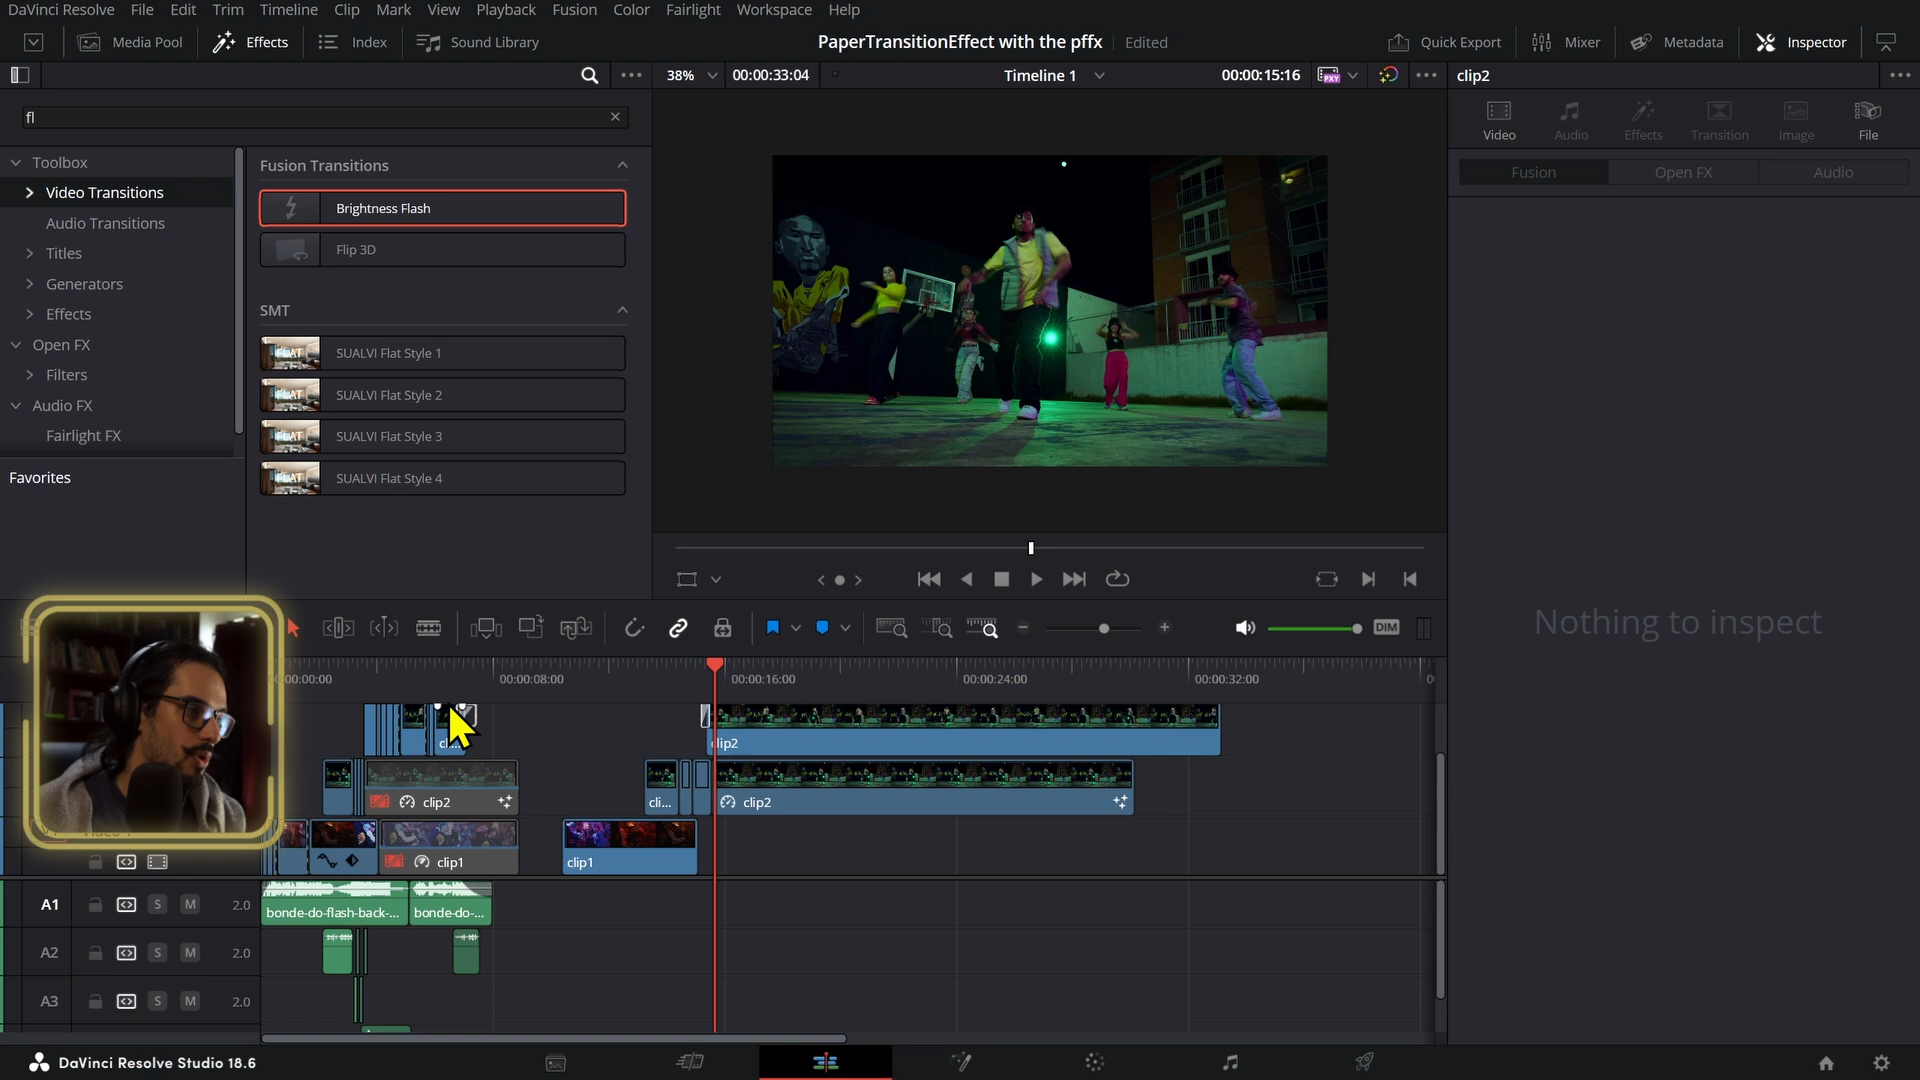 DaVinci Resolve File Edit Trim Timeline Clip Mark View Playback Fusion Color Fairlight Workspace Help
Media Pool Effects Index Sound Library PaperTransitionEffect with the pffx Edited Quick Export Mixer Metadata Inspector
38% 00:00:33:04 Timeline 1 00:00:15:16 PXY clip2
fl
Video Audio Effects Transition Image File
Toolbox
Fusion Transitions
Fusion Open FX Audio
Video Transitions
Brightness Flash
Audio Transitions
Flip 3D
Titles
Generators
Effects
SMT
Open FX
FLAT SUALVI Flat Style 1
Filters
FLAT SUALVI Flat Style 2
Audio FX
Fairlight FX
FLAT SUALVI Flat Style 3
Favorites
FLAT SUALVI Flat Style 4
Nothing to inspect
DIM
00:00:00 00:00:08:00 00:00:16:00 00:00:24:00 00:00:32:00
clip2
clip2 cli... clip2
clip1 clip1
A1 S M 2.0 bonde-do-flash-back-... bonde-do-...
A2 S M 2.0
A3 S M 2.0
DaVinci Resolve Studio 18.6